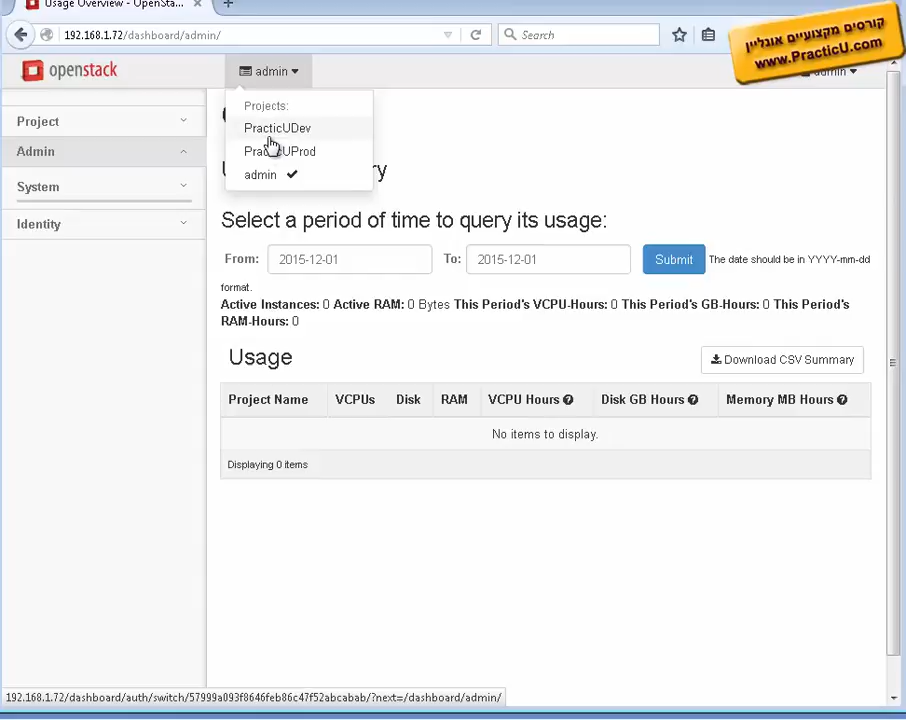 Usage Overview - OpenSta...
192.168.1.72/dashboard/admin/
Search
קורסים מקצועיים אונליין
www.PracticU.com
openstack
admin
admin
Projects:
PracticUDev
PracticUProd
admin
Project
Admin
System
Identity
Select a period of time to query its usage:
From: 2015-12-01 To: 2015-12-01 Submit The date should be in YYYY-mm-dd
format.
Active Instances: 0 Active RAM: 0 Bytes This Period's VCPU-Hours: 0 This Period's GB-Hours: 0 This Period's
RAM-Hours: 0
Usage
Download CSV Summary
Project Name VCPUs Disk RAM VCPU Hours Disk GB Hours Memory MB Hours
No items to display.
Displaying 0 items
192.168.1.72/dashboard/auth/switch/57999a093f8646feb86c47f52abcabab/?next=/dashboard/admin/